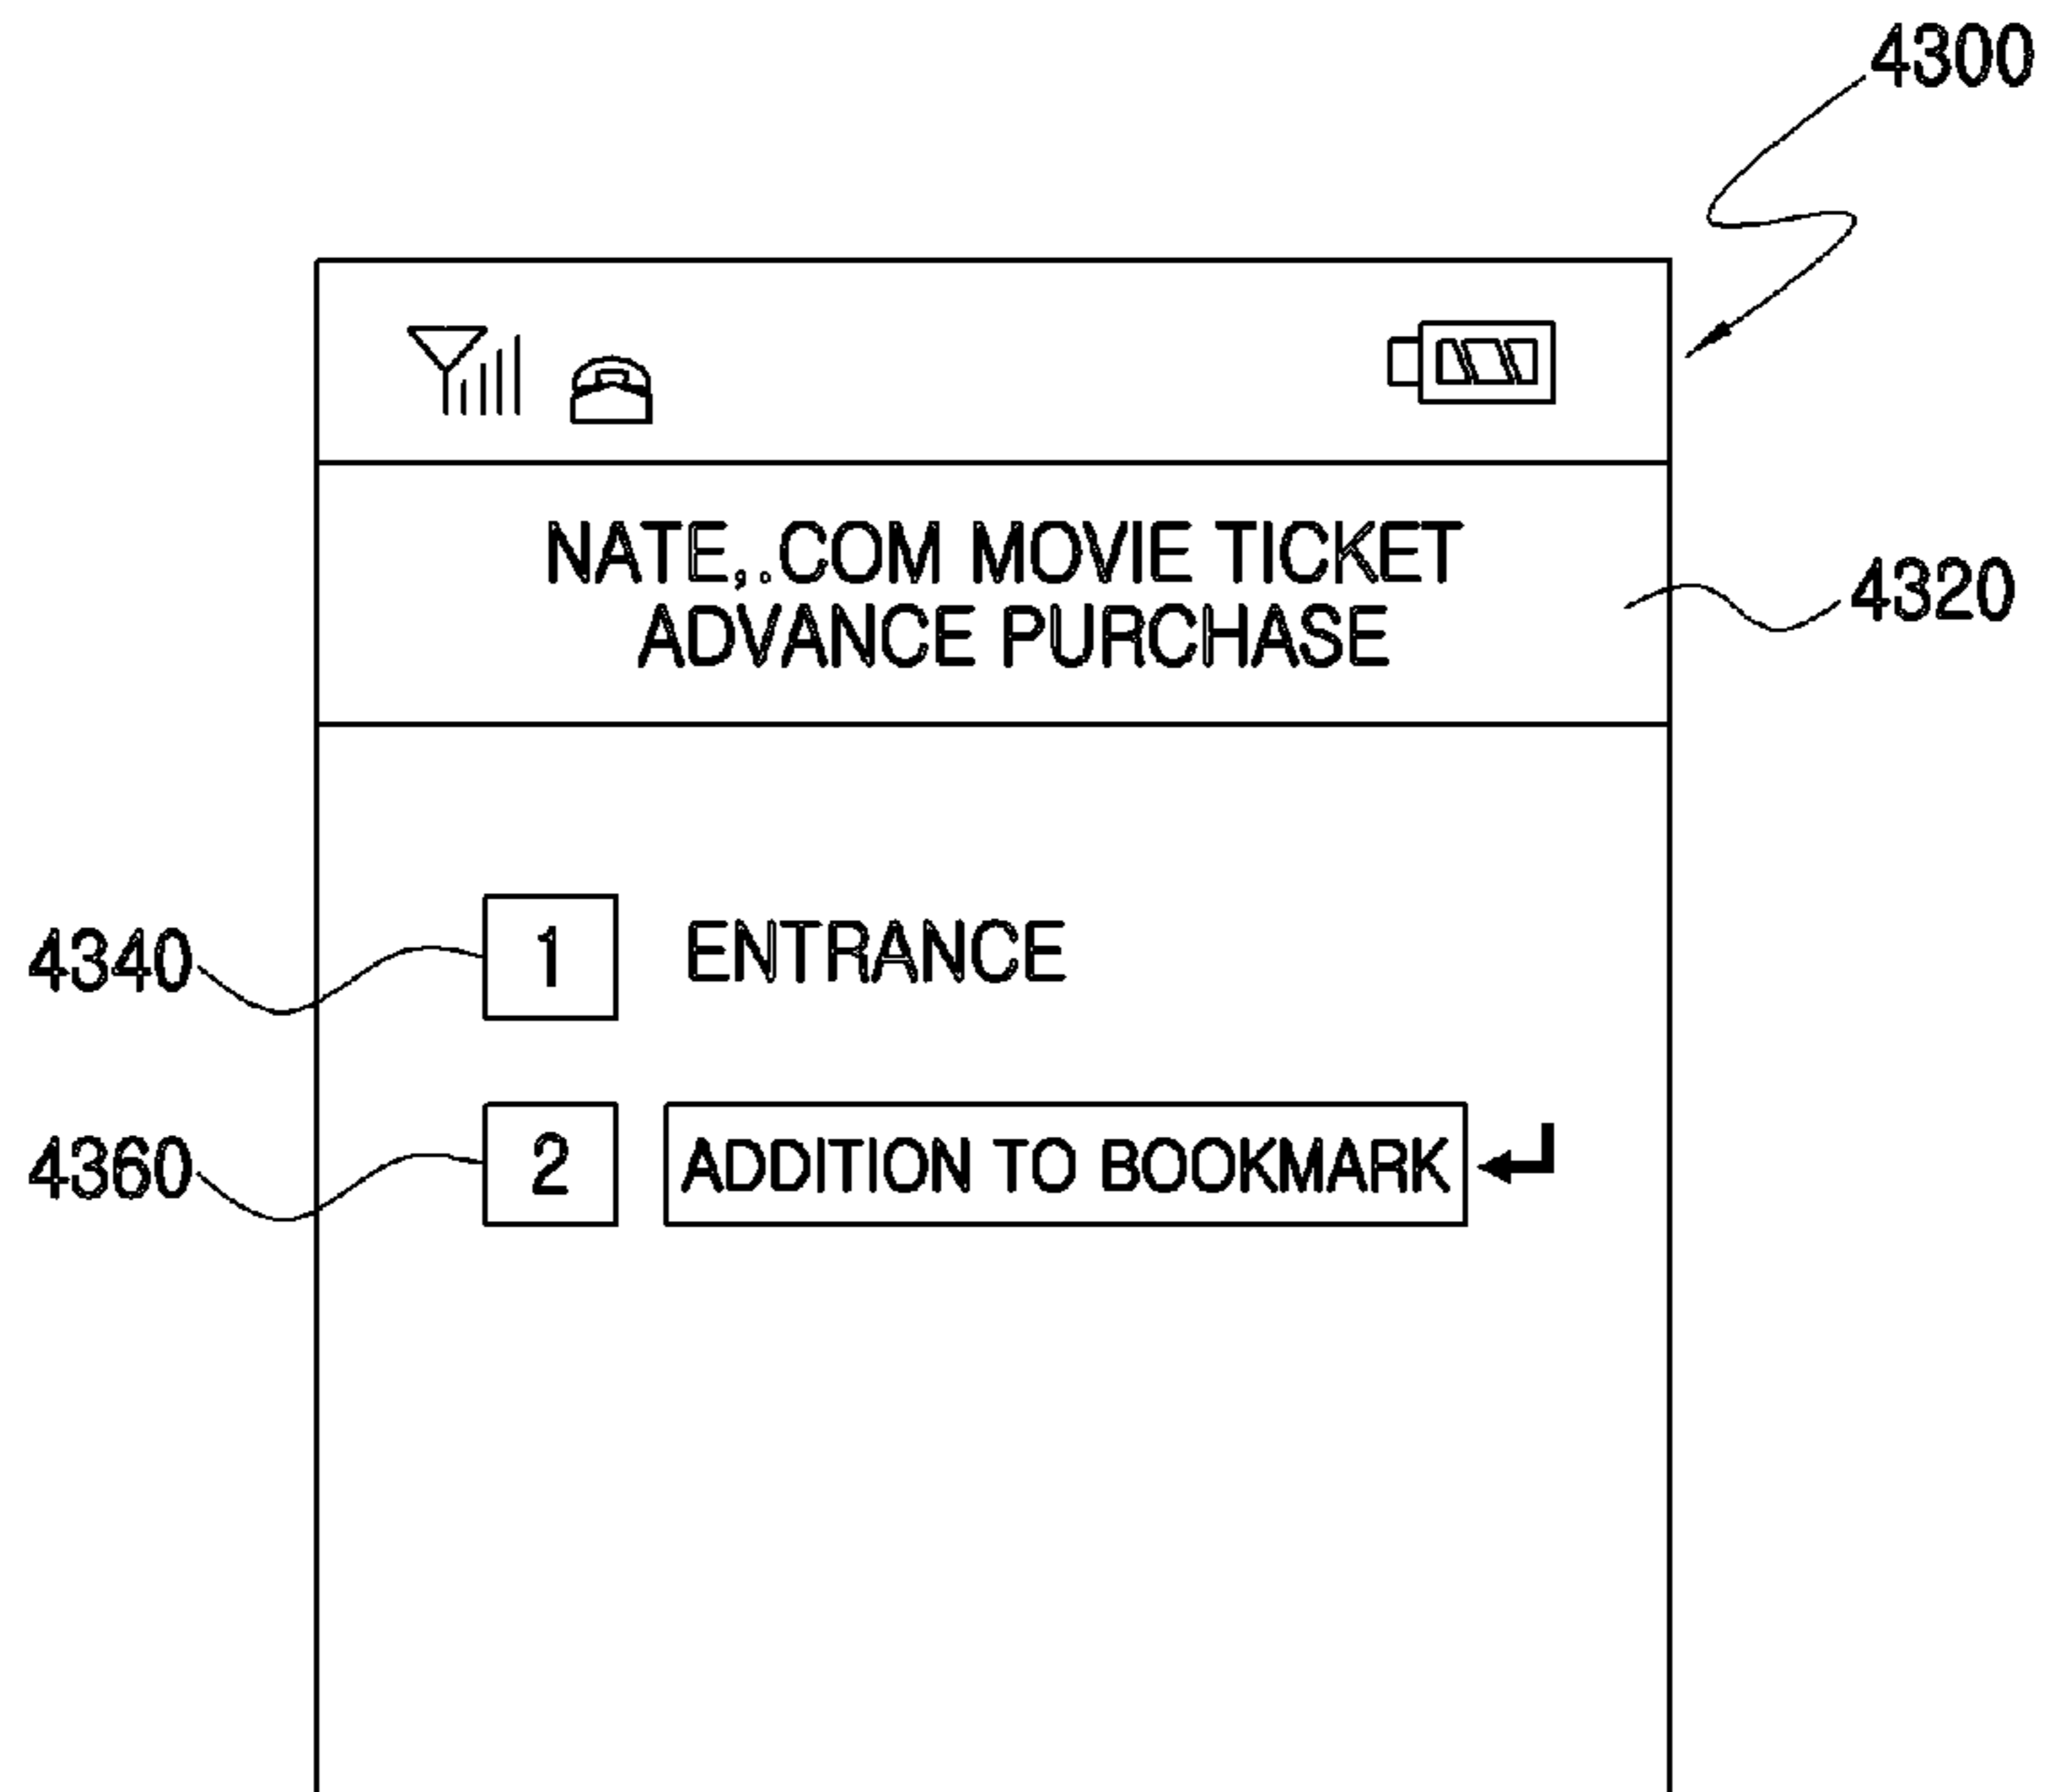 4300
NATE,.COM MOVIE TICKET
ADVANCE PURCHASE
4320
4340 1 ENTRANCE
4360 2 ADDITION TO BOOKMARK